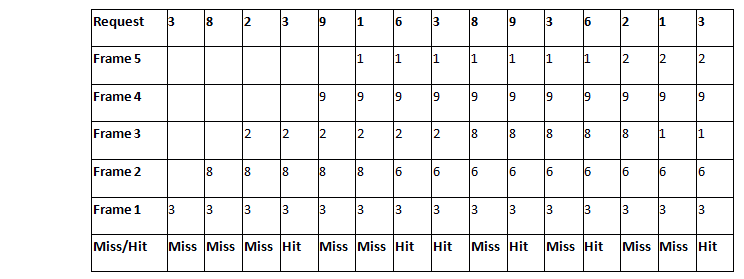 Request 3 8 2 3 9 1 6 3 8 9 3 6 2 1 3
Frame 5 1 1 1 1 1 1 1 2 2 2
Frame 4 9 9 9 9 9 9 9 9 9 9 9
Frame 3 2 2 2 2 2 2 8 8 8 8 8 1 1
Frame 2 8 8 8 8 8 6 6 6 6 6 6 6 6 6
Frame 1 3 3 3 3 3 3 3 3 3 3 3 3 3 3 3
Miss/Hit Miss Miss Miss Hit Miss Miss Hit Hit Miss Hit Miss Hit Miss Miss Hit